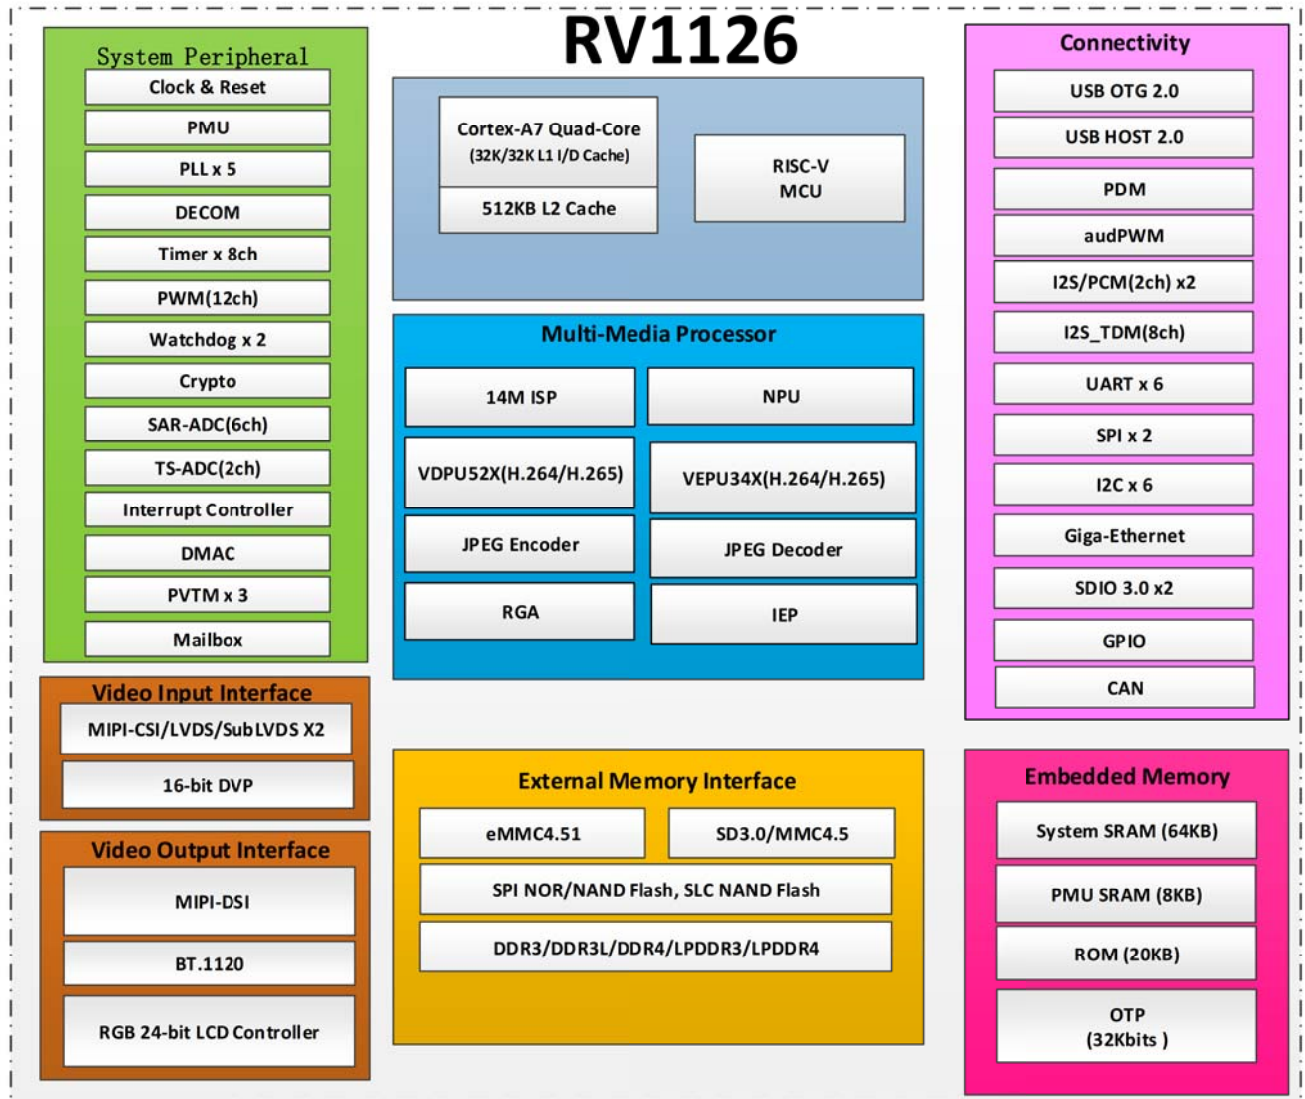 RV1126
System Peripheral
Clock & Reset
PMU
PLL x 5
DECOM
Timer x 8ch
PWM(12ch)
Watchdog x 2
Crypto
SAR-ADC(6ch)
TS-ADC(2ch)
Interrupt Controller
DMAC
PVTM x 3
Mailbox
Video Input Interface
MIPI-CSI/LVDS/SubLVDS X2
16-bit DVP
Video Output Interface
MIPI-DSI
BT.1120
RGB 24-bit LCD Controller
Cortex-A7 Quad-Core
(32K/32K L1 I/D Cache)
512KB L2 Cache
RISC-V
MCU
Multi-Media Processor
14M ISP
NPU
VDPU52X(H.264/H.265)
VEPU34X(H.264/H.265)
JPEG Encoder
JPEG Decoder
RGA
IEP
External Memory Interface
eMMC4.51
SD3.0/MMC4.5
SPI NOR/NAND Flash, SLC NAND Flash
DDR3/DDR3L/DDR4/LPDDR3/LPDDR4
Connectivity
USB OTG 2.0
USB HOST 2.0
PDM
audPWM
I2S/PCM(2ch) x2
I2S_TDM(8ch)
UART x 6
SPI x 2
I2C x 6
Giga-Ethernet
SDIO 3.0 x2
GPIO
CAN
Embedded Memory
System SRAM (64KB)
PMU SRAM (8KB)
ROM (20KB)
OTP
(32Kbits )